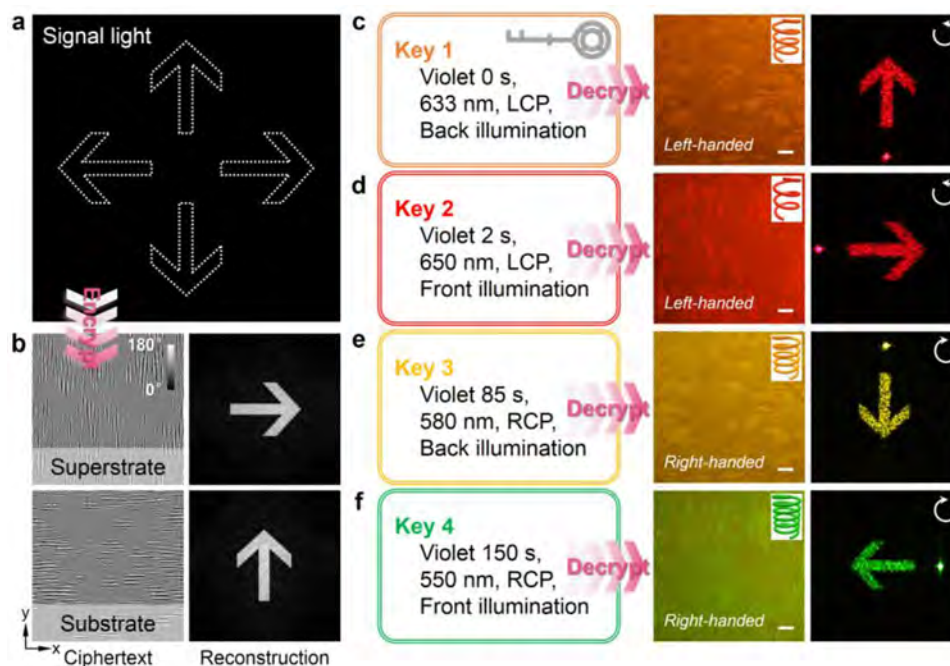 a
Signal light
Encrypt
b
180°
0°
Superstrate
Substrate
y
x
Ciphertext
Reconstruction
c
Key 1
Violet 0 s,
633 nm, LCP,
Back illumination
Decrypt
Left-handed
d
Key 2
Violet 2 s,
650 nm, LCP,
Front illumination
Decrypt
Left-handed
e
Key 3
Violet 85 s,
580 nm, RCP,
Back illumination
Decrypt
Right-handed
f
Key 4
Violet 150 s,
550 nm, RCP,
Front illumination
Decrypt
Right-handed